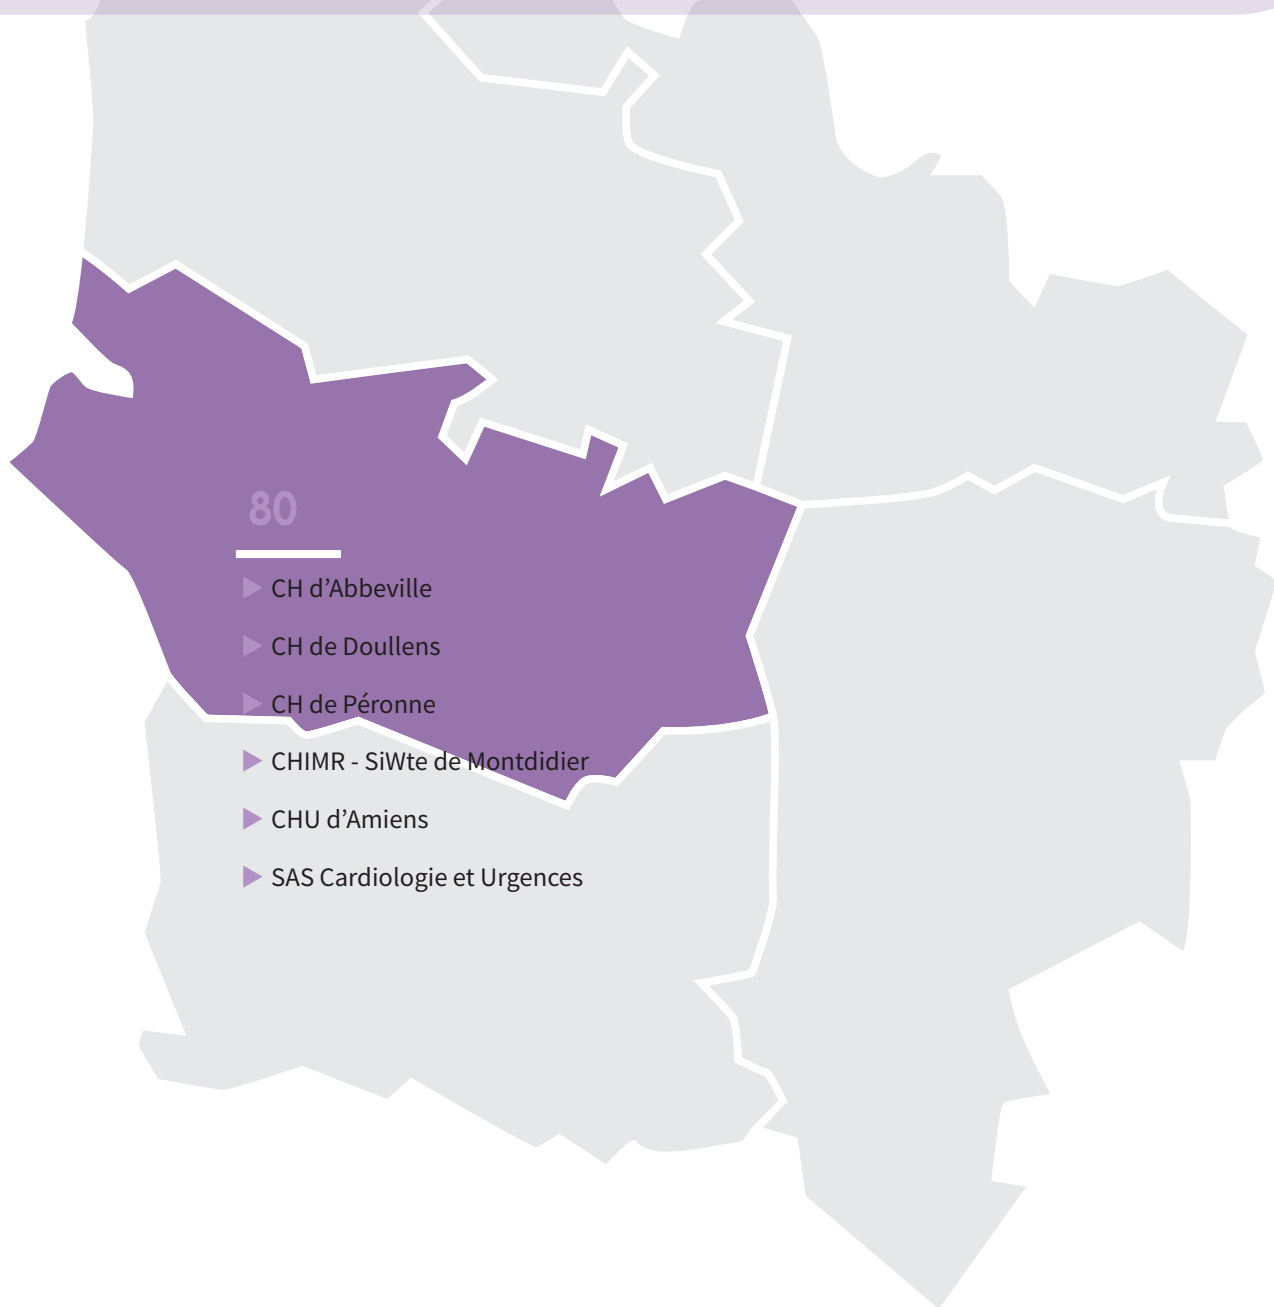 80
CH d’Abbeville
CH de Doullens
CH de Péronne
CHIMR - SiWte de Montdidier
CHU d’Amiens
SAS Cardiologie et Urgences